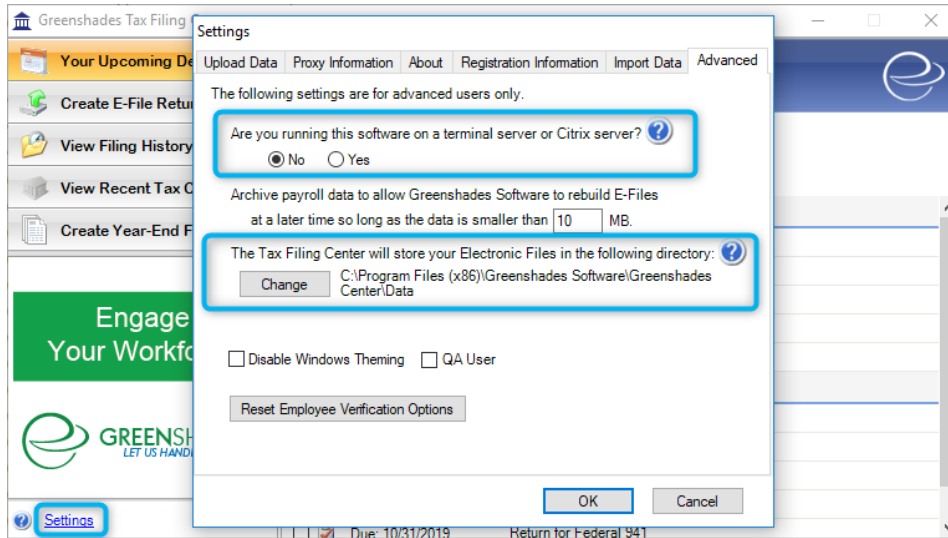 Greenshades Tax Filing
Settings
Your Upcoming De
Create E-File Retu
View Filing History
View Recent Tax C
Create Year-End F
Upload Data Proxy Information About Registration Information Import Data Advanced
The following settings are for advanced users only.
Are you running this software on a terminal server or Citrix server?
No Yes
Archive payroll data to allow Greenshades Software to rebuild E-Files
at a later time so long as the data is smaller than 10 MB.
The Tax Filing Center will store your Electronic Files in the following directory:
Change
C:\Program Files (x86)\Greenshades Software\Greenshades
Center\Data
Disable Windows Theming QA User
Reset Employee Verification Options
OK Cancel
Engage
Your Workfo
GREENSH
LET US HANDL
Settings
Due: 10/31/2019 Return for Federal 941